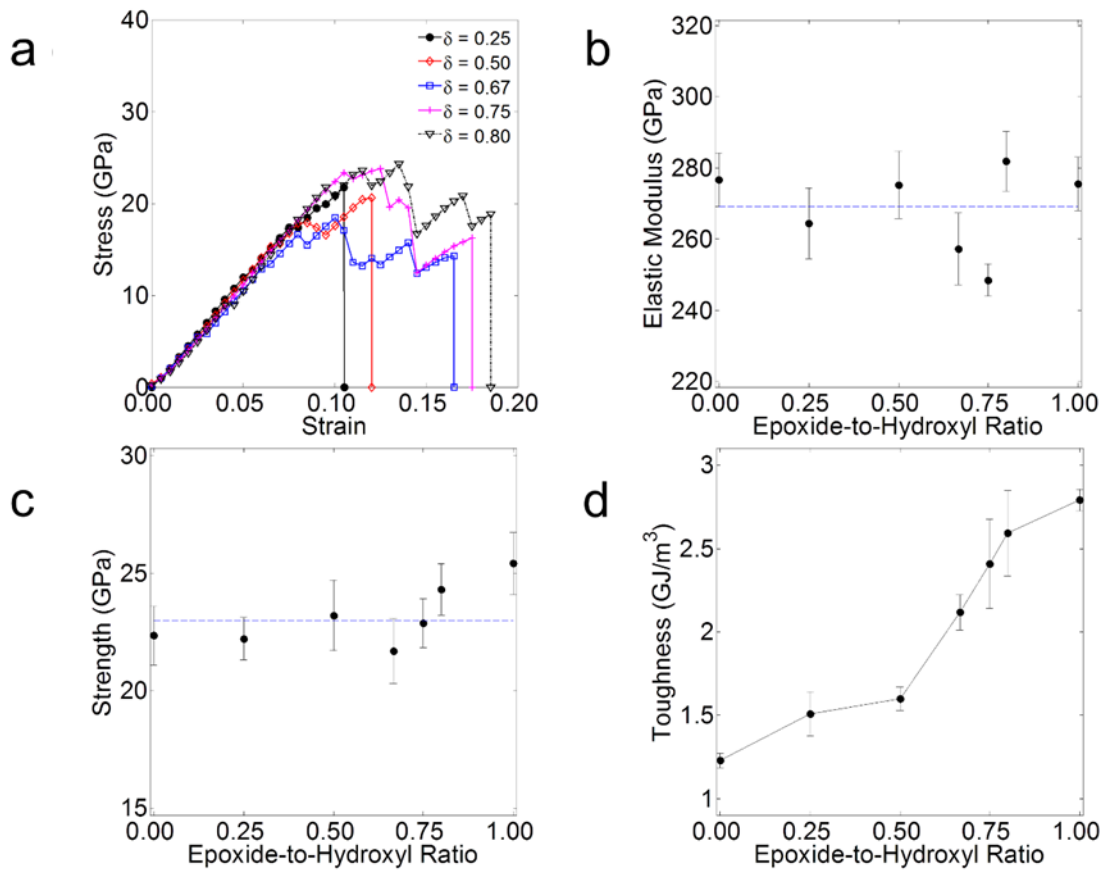 a
40
30
20
10
0
Stress (GPa)
δ = 0.25
δ = 0.50
δ = 0.67
δ = 0.75
δ = 0.80
0.00 0.05 0.10 0.15 0.20
Strain
b
320
300
280
260
240
220
Elastic Modulus (GPa)
0.00 0.25 0.50 0.75 1.00
Epoxide-to-Hydroxyl Ratio
c
30
25
20
15
Strength (GPa)
0.00 0.25 0.50 0.75 1.00
Epoxide-to-Hydroxyl Ratio
d
3
2.5
2
1.5
1
Toughness (GJ/m³)
0.00 0.25 0.50 0.75 1.00
Epoxide-to-Hydroxyl Ratio